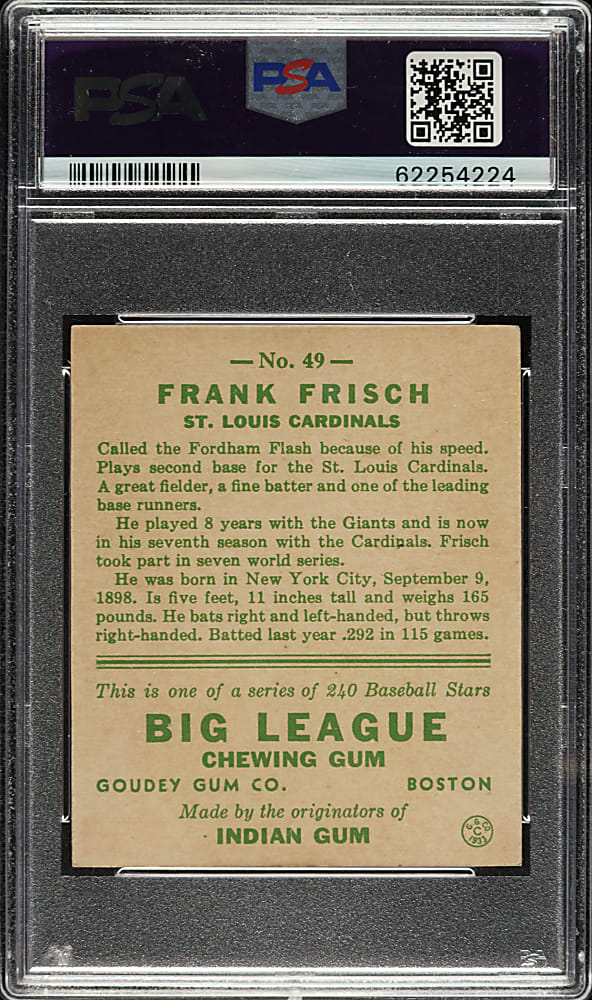 PSA
PSA
62254224
— No. 49 —
FRANK FRISCH
ST. LOUIS CARDINALS
Called the Fordham Flash because of his speed.
Plays second base for the St. Louis Cardinals.
A great fielder, a fine batter and one of the leading
base runners.
He played 8 years with the Giants and is now
in his seventh season with the Cardinals. Frisch
took part in seven world series.
He was born in New York City, September 9,
1898. Is five feet, 11 inches tall and weighs 165
pounds. He bats right and left-handed, but throws
right-handed. Batted last year .292 in 115 games.
This is one of a series of 240 Baseball Stars
BIG LEAGUE
CHEWING GUM
GOUDEY GUM CO. BOSTON
Made by the originators of
INDIAN GUM
G. G. CO.
C
1933